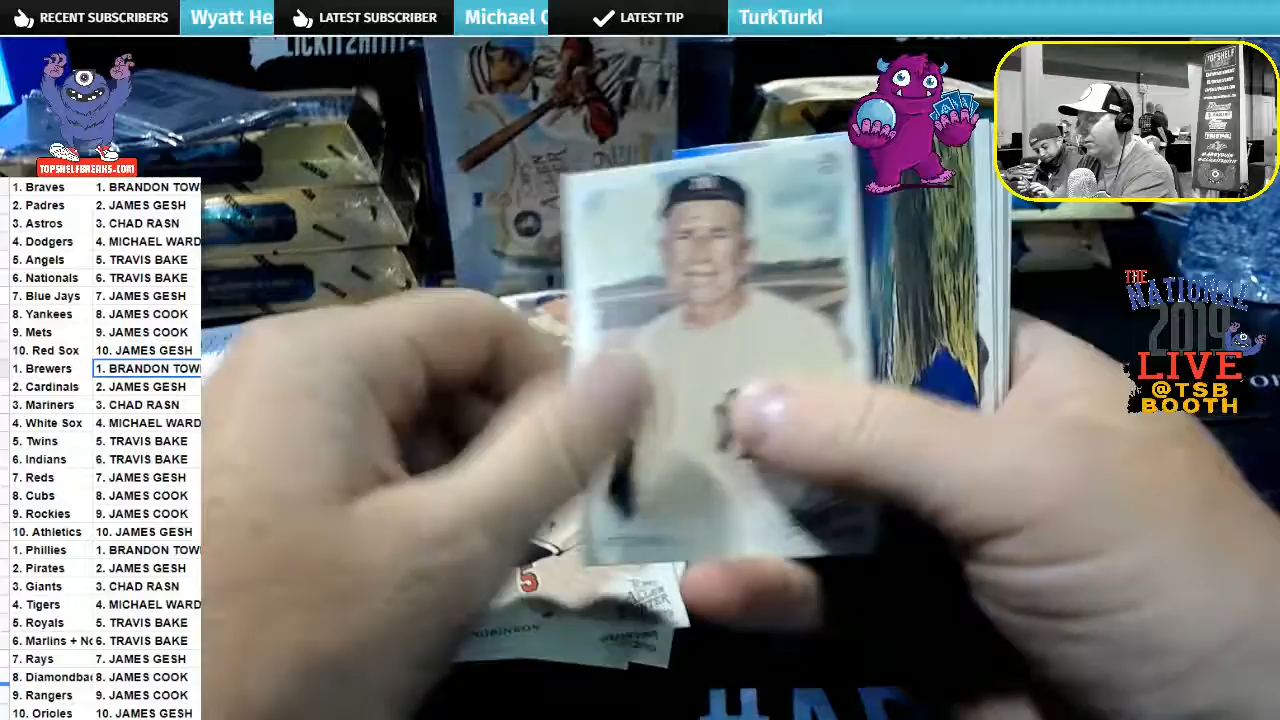 RECENT SUBSCRIBERS Wyatt He LATEST SUBSCRIBER Michael C LATEST TIP TurkTurkl
TOPSHELFBREAKS.COM
1. Braves 1. BRANDON TOW
2. Padres 2. JAMES GESH
3. Astros 3. CHAD RASN
4. Dodgers 4. MICHAEL WARD
5. Angels 5. TRAVIS BAKE
6. Nationals 6. TRAVIS BAKE
7. Blue Jays 7. JAMES GESH
8. Yankees 8. JAMES COOK
9. Mets 9. JAMES COOK
10. Red Sox 10. JAMES GESH
1. Brewers 1. BRANDON TOW
2. Cardinals 2. JAMES GESH
3. Mariners 3. CHAD RASN
4. White Sox 4. MICHAEL WARD
5. Twins 5. TRAVIS BAKE
6. Indians 6. TRAVIS BAKE
7. Reds 7. JAMES GESH
8. Cubs 8. JAMES COOK
9. Rockies 9. JAMES COOK
10. Athletics 10. JAMES GESH
1. Phillies 1. BRANDON TOW
2. Pirates 2. JAMES GESH
3. Giants 3. CHAD RASN
4. Tigers 4. MICHAEL WARD
5. Royals 5. TRAVIS BAKE
6. Marlins + Nc 6. TRAVIS BAKE
7. Rays 7. JAMES GESH
8. Diamondba 8. JAMES COOK
9. Rangers 9. JAMES COOK
10. Orioles 10. JAMES GESH
TOPSHELF
THE
NATIONAL
2019
LIVE
@TSB
BOOTH
5
ROBINSON